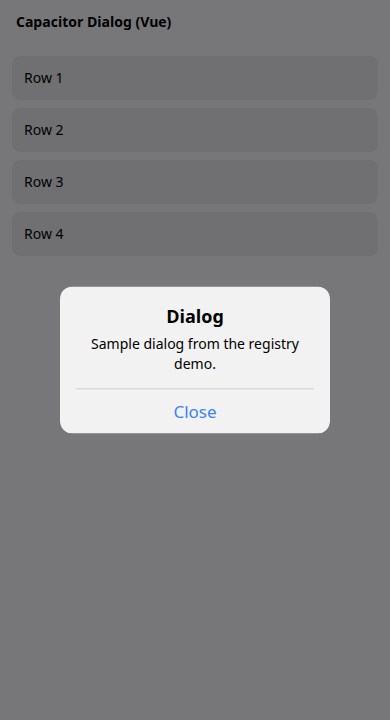 Capacitor Dialog (Vue)
Row 1
Row 2
Row 3
Row 4
Dialog
Sample dialog from the registry
demo.
Close